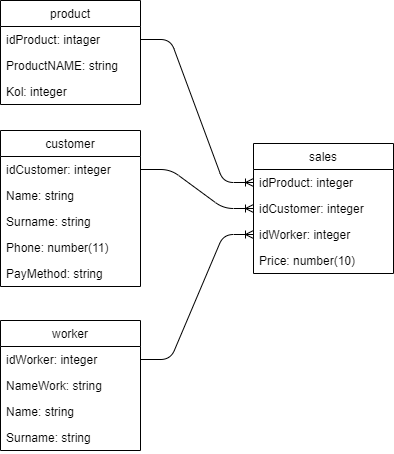 product
idProduct: intager
ProductNAME: string
Kol: integer
customer
idCustomer: integer
Name: string
Surname: string
Phone: number(11)
PayMethod: string
worker
idWorker: integer
NameWork: string
Name: string
Surname: string
sales
idProduct: integer
idCustomer: integer
idWorker: integer
Price: number(10)